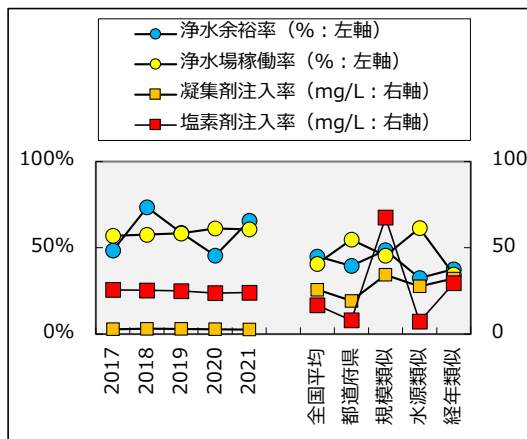 浄水余裕率（%：左軸）
浄水場稼働率（%：左軸）
凝集剤注入率（mg/L：右軸）
塩素剤注入率（mg/L：右軸）
100%
50%
0%
100
50
0
2017
2018
2019
2020
2021
全国平均
都道府県
規模類似
水源類似
経年類似